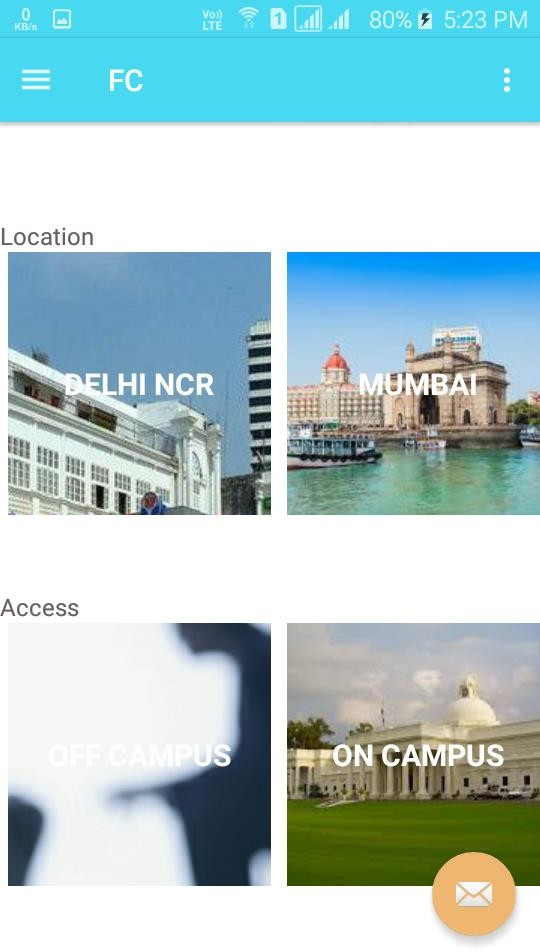 0
KB/s
Vo))
LTE
1
80%
5:23 PM
FC
Location
DELHI NCR
MUMBAI
Access
OFF CAMPUS
ON CAMPUS